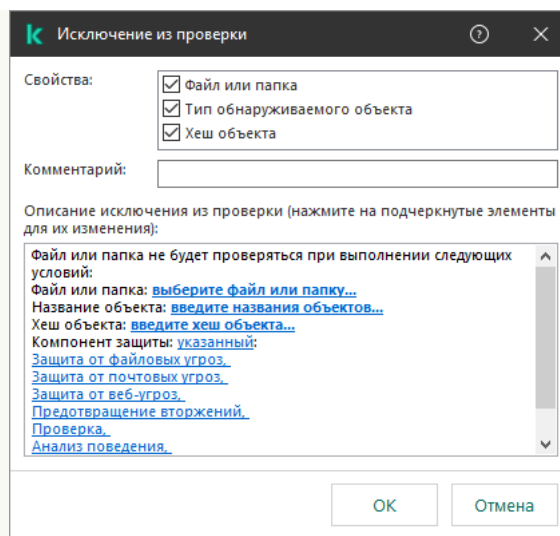 Исключение из проверки
Свойства:
Файл или папка
Тип обнаруживаемого объекта
Хеш объекта
Комментарий:
Описание исключения из проверки (нажмите на подчеркнутые элементы
для их изменения):
Файл или папка не будет проверяться при выполнении следующих
условий:
Файл или папка: выберите файл или папку...
Название объекта: введите названия объектов...
Хеш объекта: введите хеш объекта...
Компонент защиты: указанный:
Защита от файловых угроз,
Защита от почтовых угроз,
Защита от веб-угроз,
Предотвращение вторжений,
Проверка,
Анализ поведения,
ОК
Отмена